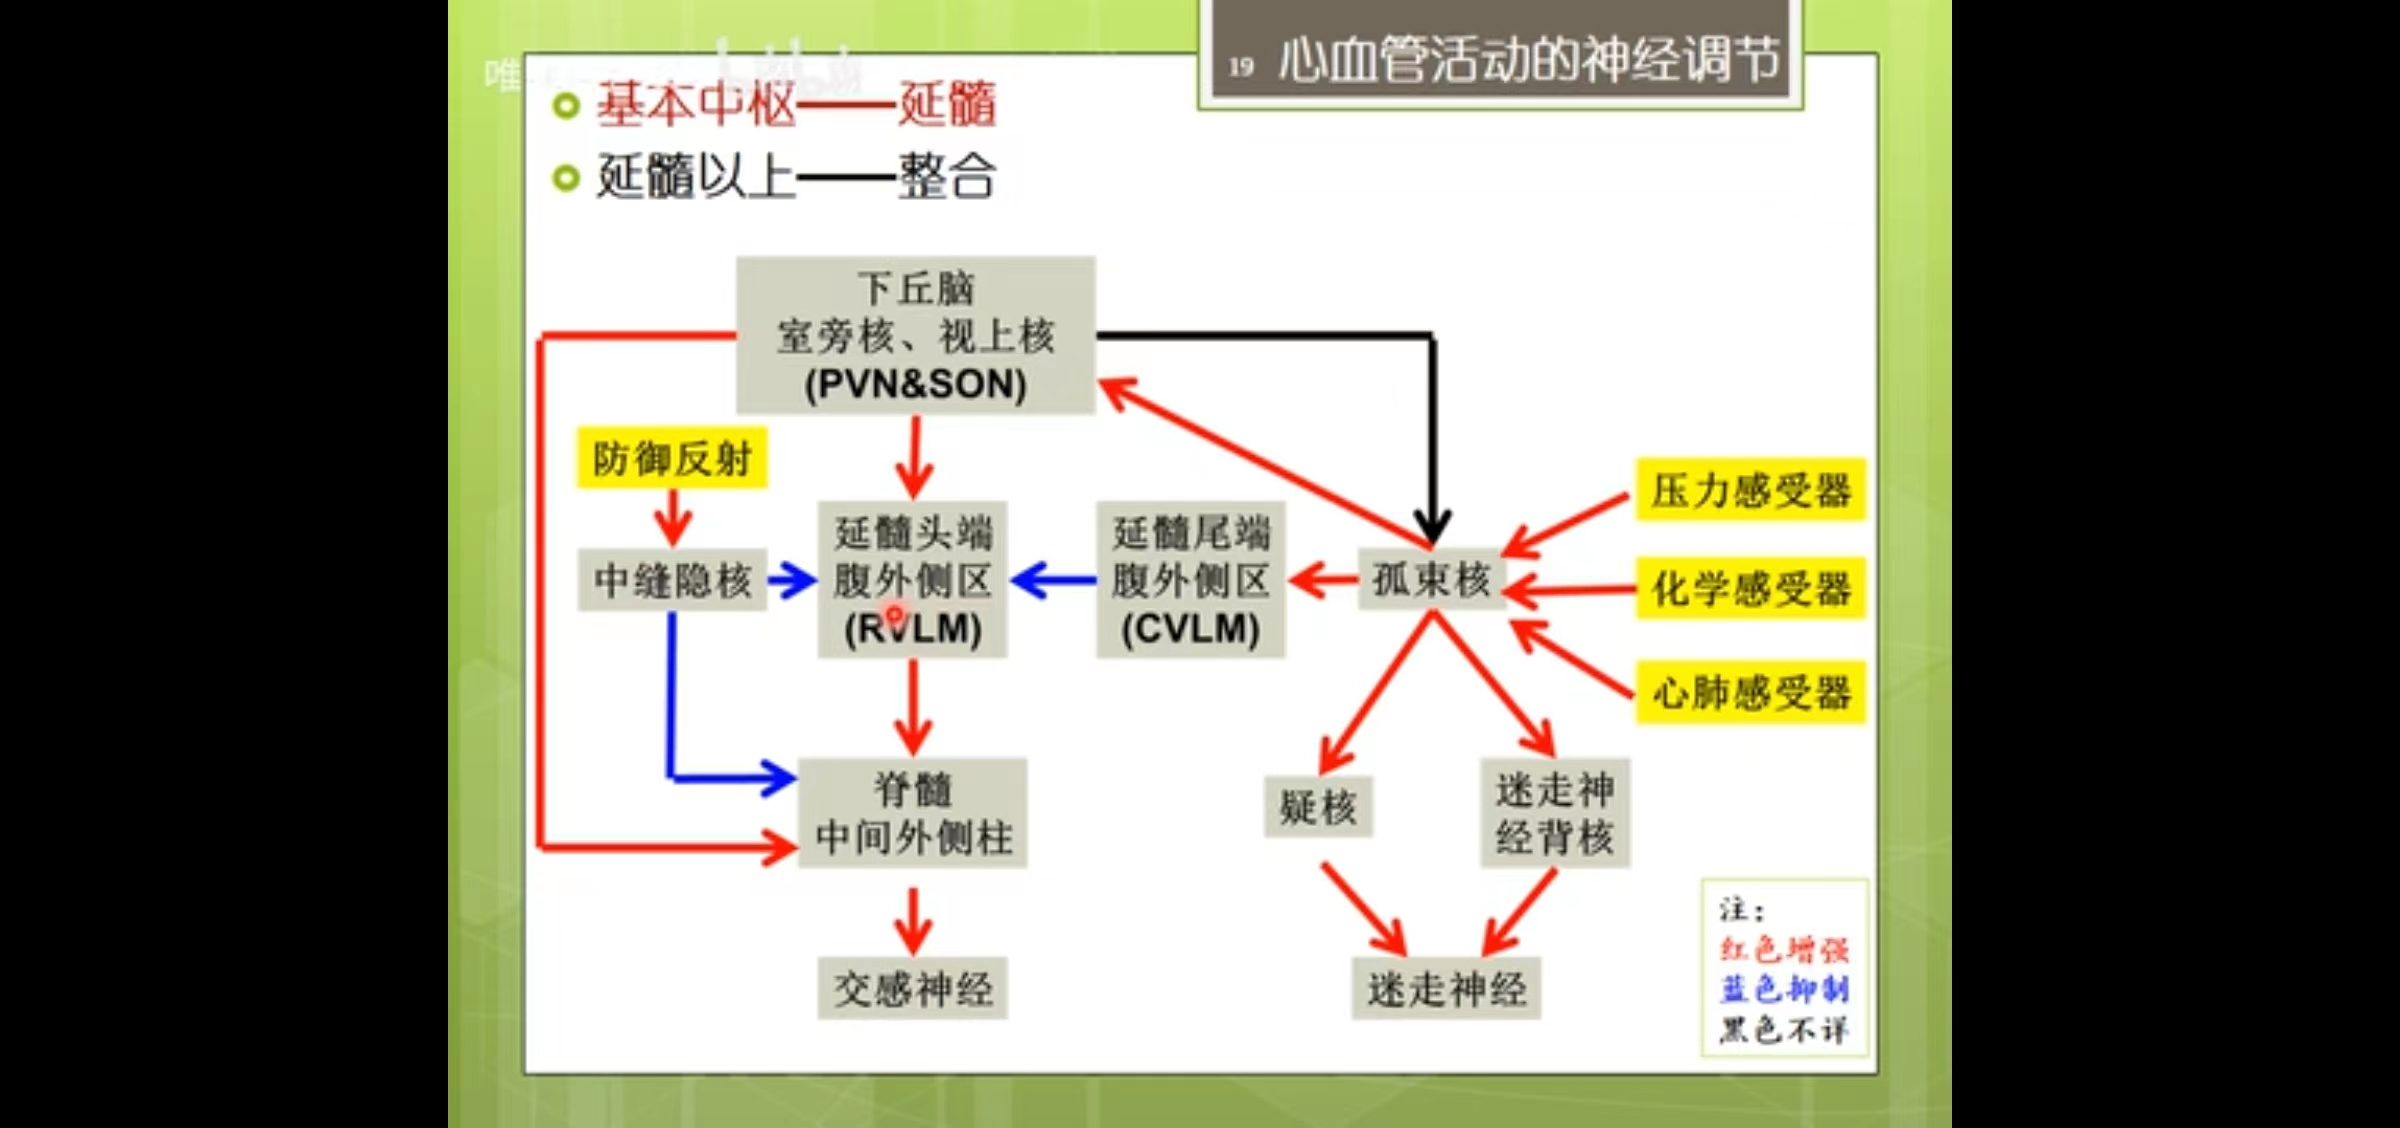 19 心血管活动的神经调节
唯
基本中枢——延髓
延髓以上——整合
下丘脑
室旁核、视上核
(PVN&SON)
防御反射
中缝隐核
延髓头端
腹外侧区
(RVLM)
延髓尾端
腹外侧区
(CVLM)
孤束核
压力感受器
化学感受器
心肺感受器
脊髓
中间外侧柱
疑核
迷走神
经背核
交感神经
迷走神经
注：
红色增强
蓝色抑制
黑色不详